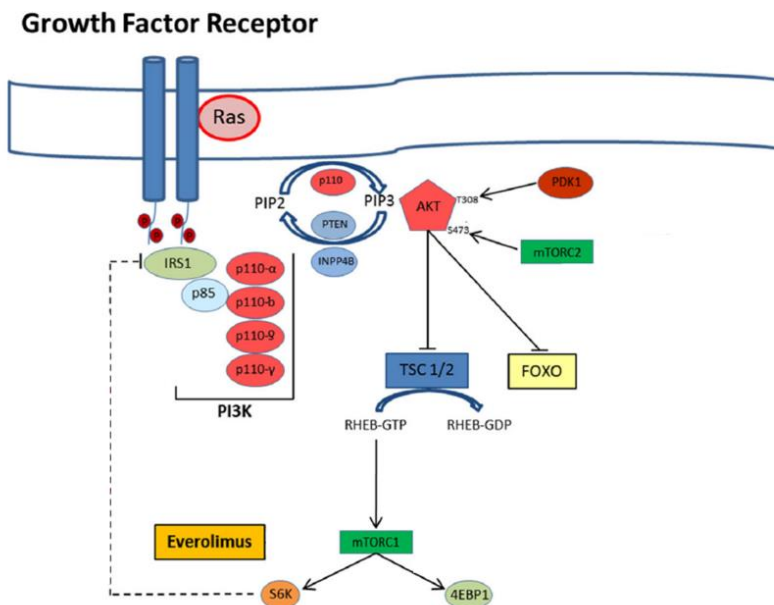 Growth Factor Receptor
Ras
PIP2
p110
PIP3
PTEN
INPP4B
AKT
T308
S473
PDK1
mTORC2
P
P
P
P
IRS1
p85
p110-α
p110-b
p110-9
p110-γ
PI3K
TSC 1/2
FOXO
RHEB-GTP
RHEB-GDP
Everolimus
mTORC1
S6K
4EBP1